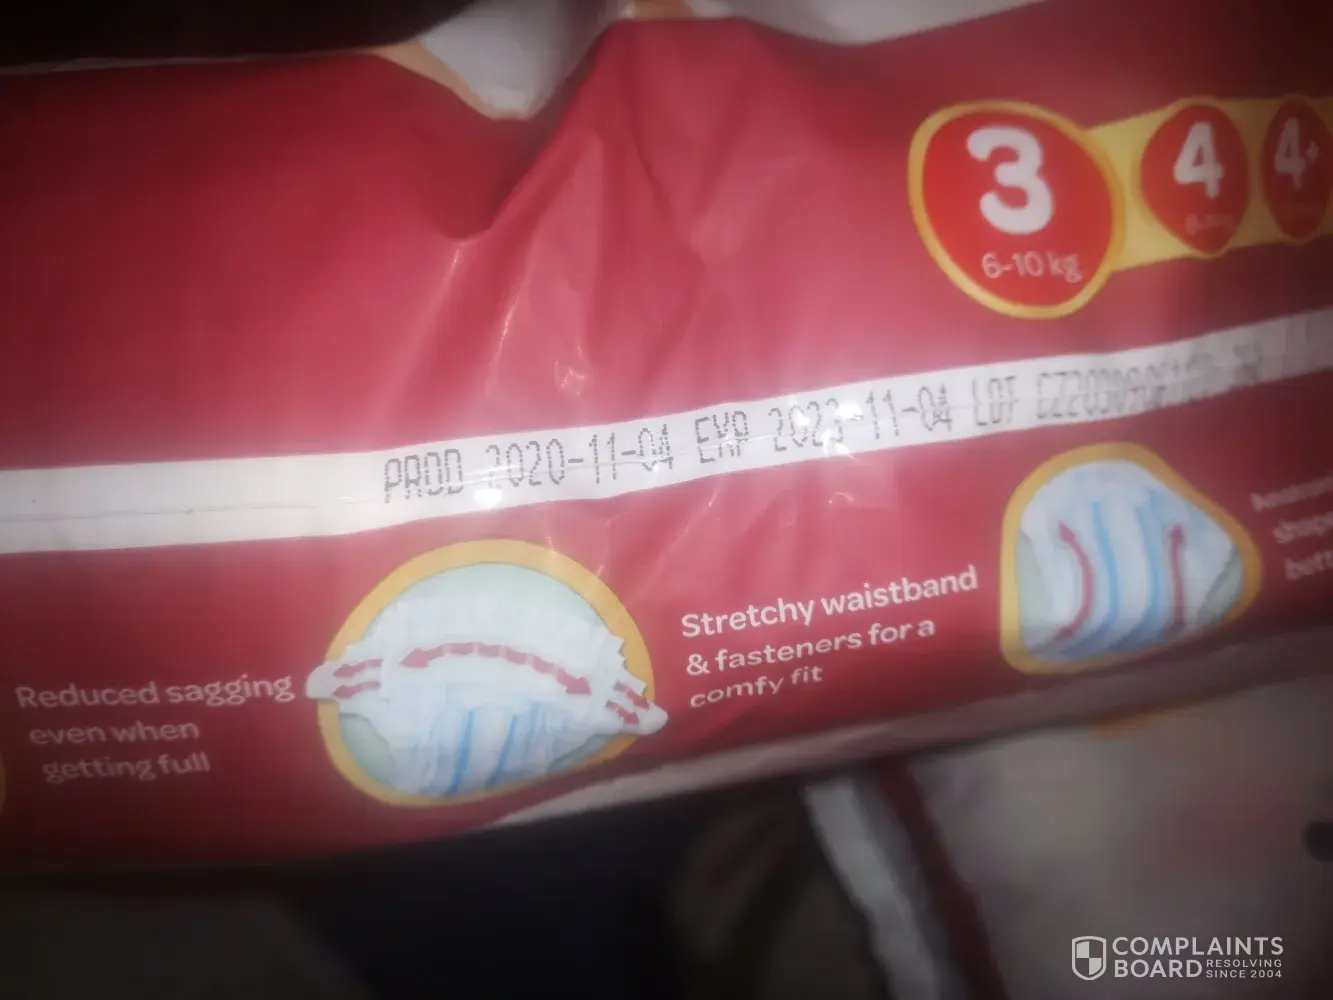 3
6-10 kg
4
4+
PROD 2020-11-04 EXP 2023-11-04 LOT
Reduced sagging
even when
getting full
Stretchy waistband
& fasteners for a
comfy fit
COMPLAINTS
BOARD RESOLVING
SINCE 2004